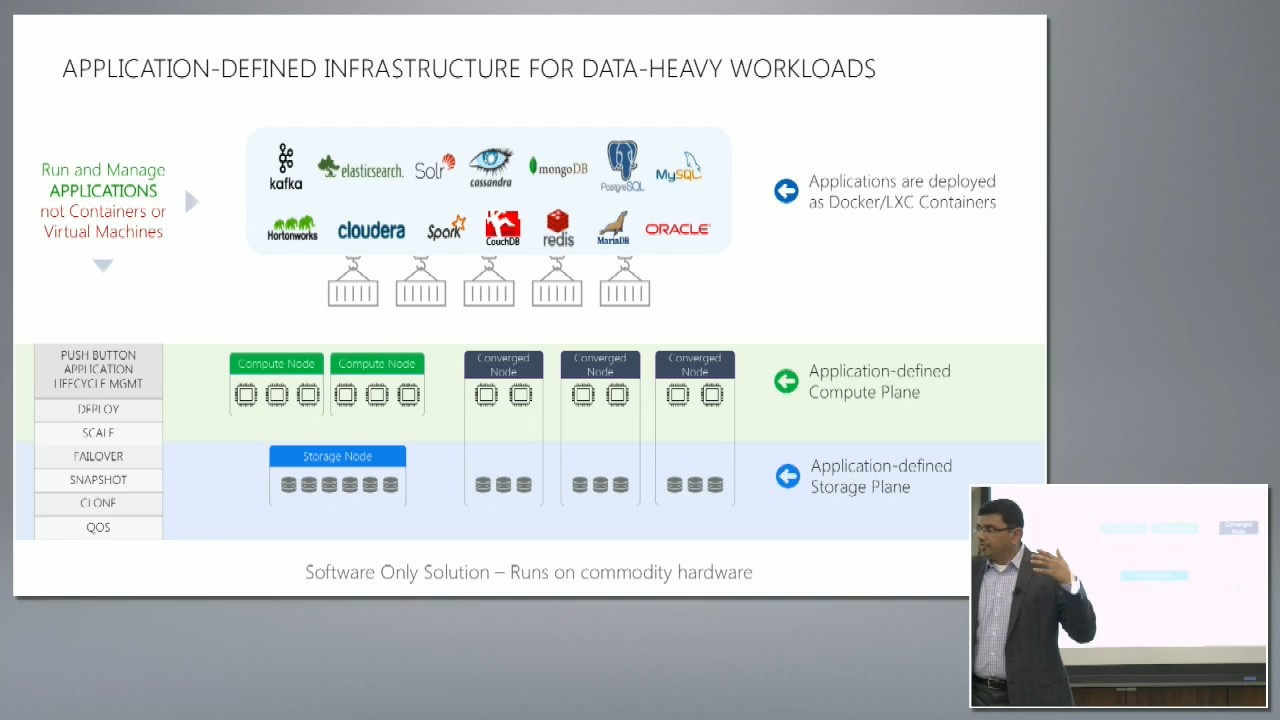 APPLICATION-DEFINED INFRASTRUCTURE FOR DATA-HEAVY WORKLOADS
Run and Manage
APPLICATIONS
not Containers or
Virtual Machines
kafka
elasticsearch.
Solr
cassandra
mongoDB
PostgreSQL
MySQL
Hortonworks
cloudera
Spark
CouchDB
redis
MariaDB
ORACLE
Applications are deployed
as Docker/LXC Containers
PUSH BUTTON
APPLICATION
LIFECYCLE MGMT
DEPLOY
SCALE
FAILOVER
SNAPSHOT
CLONE
QOS
Compute Node
Compute Node
Converged
Node
Converged
Node
Converged
Node
Storage Node
Application-defined
Compute Plane
Application-defined
Storage Plane
Software Only Solution – Runs on commodity hardware
Converged
Node